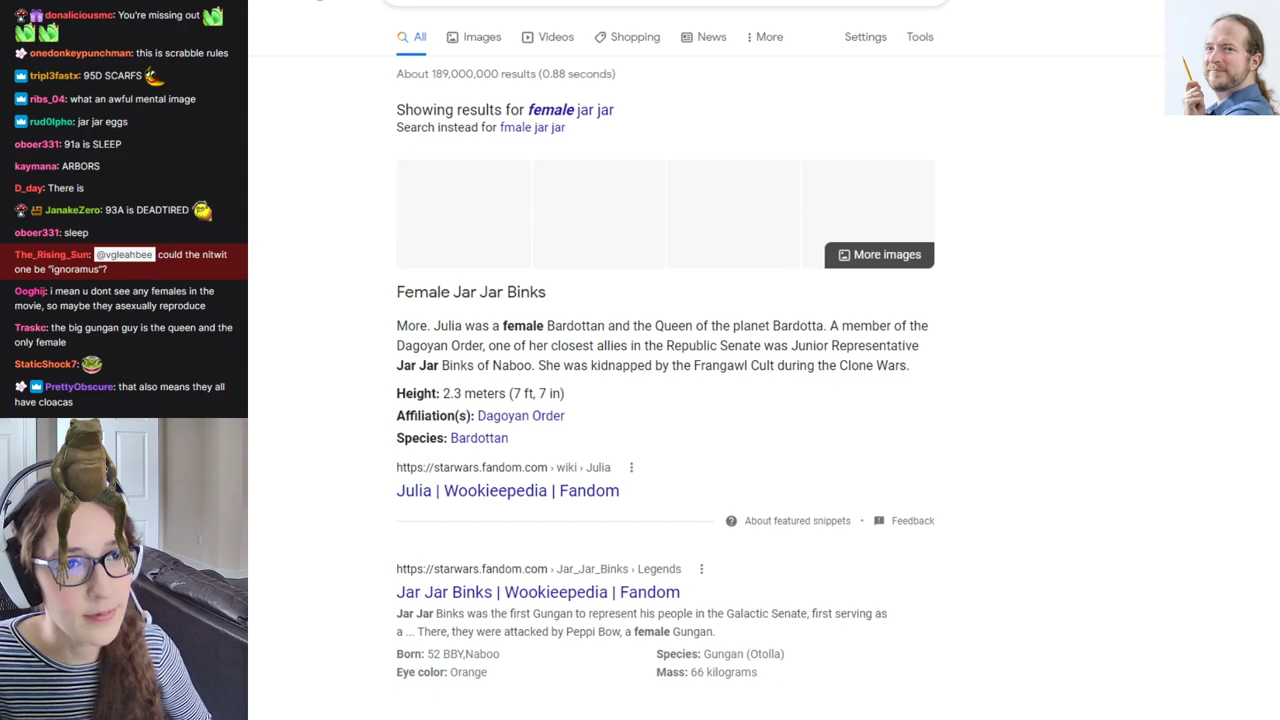 donaliciousmc: You're missing out
onedonkeypunchman: this is scrabble rules
tripl3fastx: 95D SCARFS
ribs_04: what an awful mental image
rud0lpho: jar jar eggs
oboer331: 91a is SLEEP
kaymana: ARBORS
D_day: There is
JanakeZero: 93A is DEADTIRED
oboer331: sleep
The_Rising_Sun: @vgleahbee could the nitwit
one be "ignoramus"?
Ooghij: i mean u dont see any females in the
movie, so maybe they asexually reproduce
Traskc: the big gungan guy is the queen and the
only female
StaticShock7:
PrettyObscure: that also means they all
have cloacas
All Images Videos Shopping News More Settings Tools
About 189,000,000 results (0.88 seconds)
Showing results for female jar jar
Search instead for fmale jar jar
More images
Female Jar Jar Binks
More. Julia was a female Bardottan and the Queen of the planet Bardotta. A member of the
Dagoyan Order, one of her closest allies in the Republic Senate was Junior Representative
Jar Jar Binks of Naboo. She was kidnapped by the Frangawl Cult during the Clone Wars.
Height: 2.3 meters (7 ft, 7 in)
Affiliation(s): Dagoyan Order
Species: Bardottan
https://starwars.fandom.com › wiki › Julia
Julia | Wookieepedia | Fandom
About featured snippets • Feedback
https://starwars.fandom.com › Jar_Jar_Binks › Legends
Jar Jar Binks | Wookieepedia | Fandom
Jar Jar Binks was the first Gungan to represent his people in the Galactic Senate, first serving as
a ... There, they were attacked by Peppi Bow, a female Gungan.
Born: 52 BBY,Naboo Species: Gungan (Otolla)
Eye color: Orange Mass: 66 kilograms